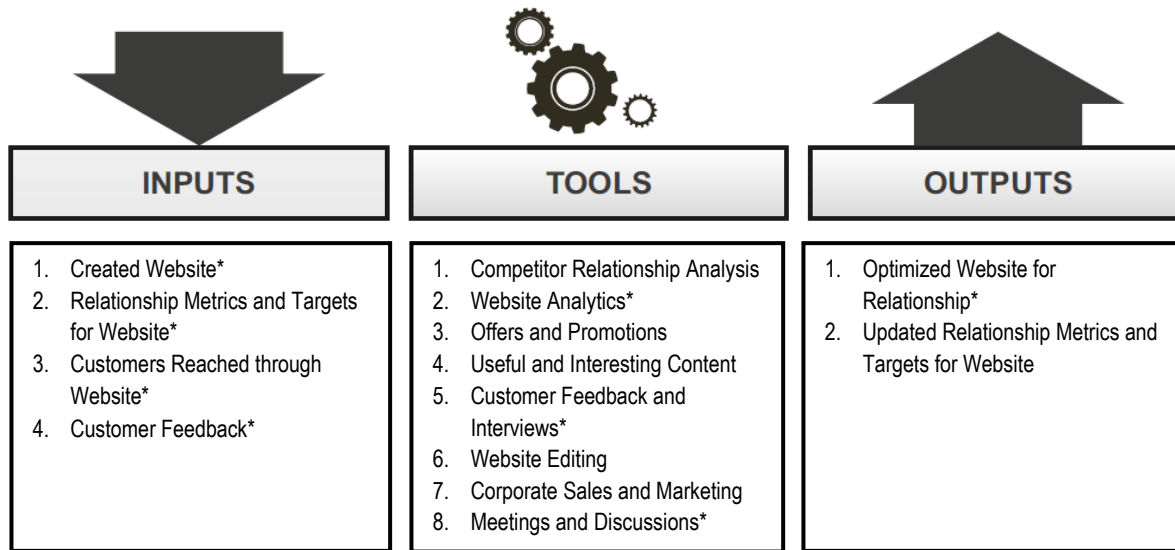 INPUTS
1. Created Website*
2. Relationship Metrics and Targets
for Website*
3. Customers Reached through
Website*
4. Customer Feedback*
TOOLS
1. Competitor Relationship Analysis
2. Website Analytics*
3. Offers and Promotions
4. Useful and Interesting Content
5. Customer Feedback and
Interviews*
6. Website Editing
7. Corporate Sales and Marketing
8. Meetings and Discussions*
OUTPUTS
1. Optimized Website for
Relationship*
2. Updated Relationship Metrics and
Targets for Website